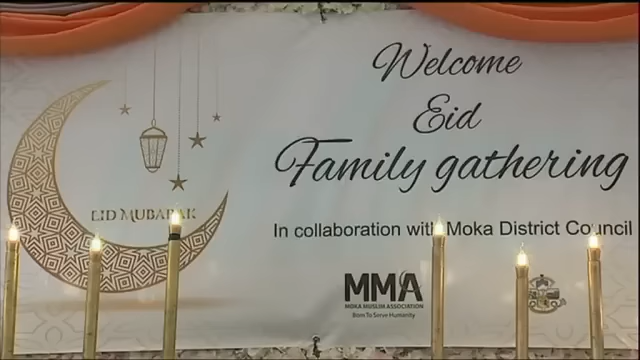 Welcome
Eid
Family gathering
EID MUBARAK
In collaboration with Moka District Council
MMA
MOKA MUSLIM ASSOCIATION
Born To Serve Humanity